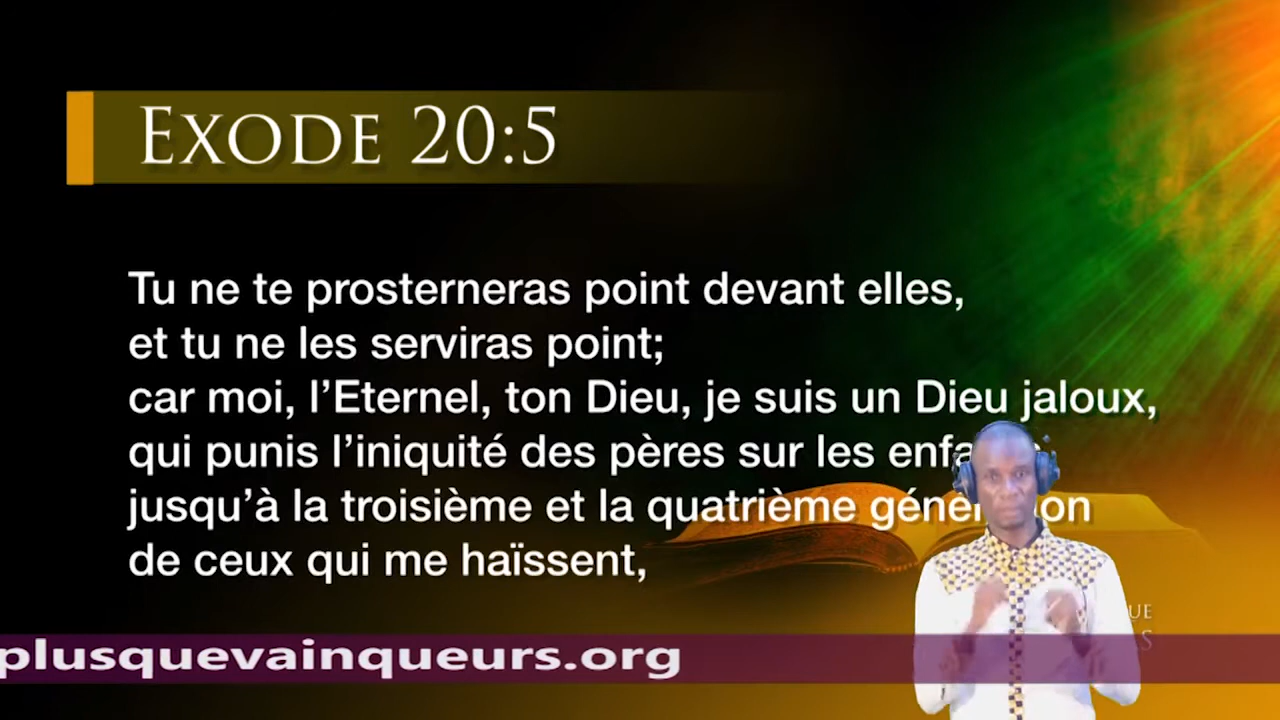 Exode 20:5
Tu ne te prosterneras point devant elles,
et tu ne les serviras point;
car moi, l’Eternel, ton Dieu, je suis un Dieu jaloux,
qui punis l’iniquité des pères sur les
jusqu’à la troisième et la quatrième
de ceux qui me haïssent,
plusquevainqueurs.org